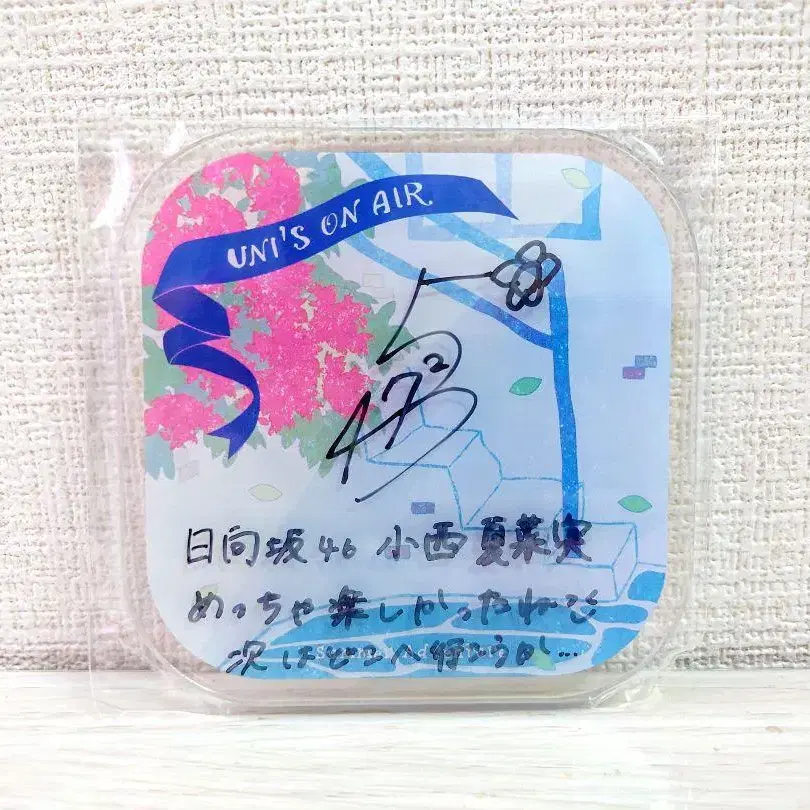 UNI'S ON AIR
日向坂46 小西夏菜実
めっちゃ楽しかったねで
次はどこへ行こうか…